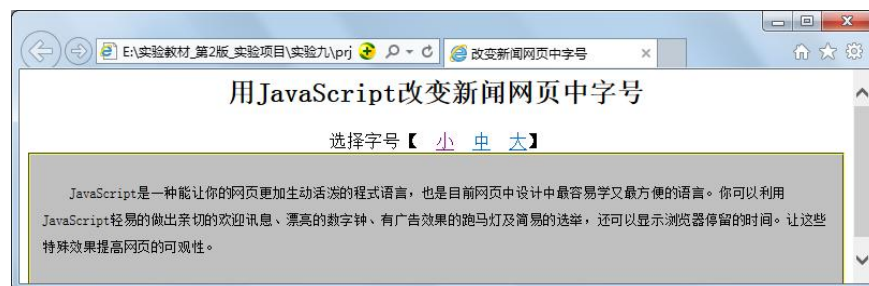 E:\实验教材_第2版_实验项目\实验九\prj
改变新闻网页中字号
用JavaScript改变新闻网页中字号
选择字号【 小 中 大】
JavaScript是一种能让你的网页更加生动活泼的程式语言，也是目前网页中设计中最容易学又最方便的语言。你可以利用
JavaScript轻易的做出亲切的欢迎讯息、漂亮的数字钟、有广告效果的跑马灯及简易的选举，还可以显示浏览器停留的时间。让这些
特殊效果提高网页的可观性。